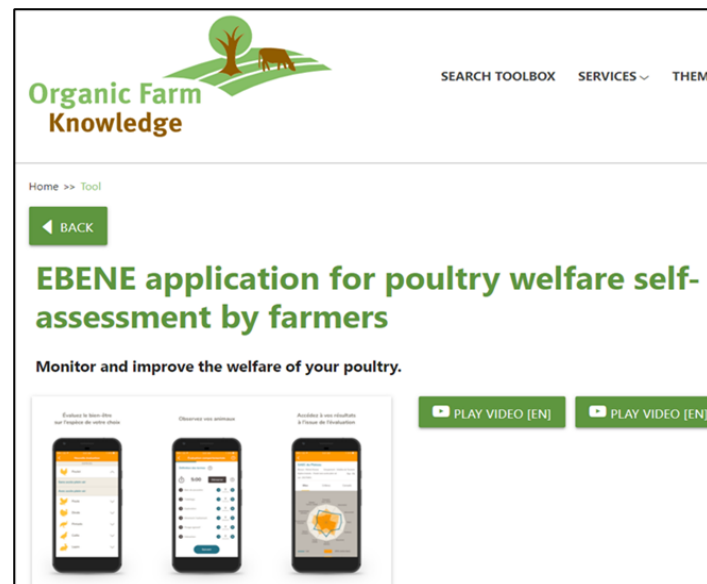 Organic Farm
Knowledge
SEARCH TOOLBOX SERVICES THEM
Home >> Tool
BACK
EBENE application for poultry welfare self-
assessment by farmers
Monitor and improve the welfare of your poultry.
PLAY VIDEO [EN] PLAY VIDEO [EN]
Évaluez le bien-être
sur l'espèce de votre choix
Observez vos animaux
Accédez à vos résultats
à l'issue de l'évaluation